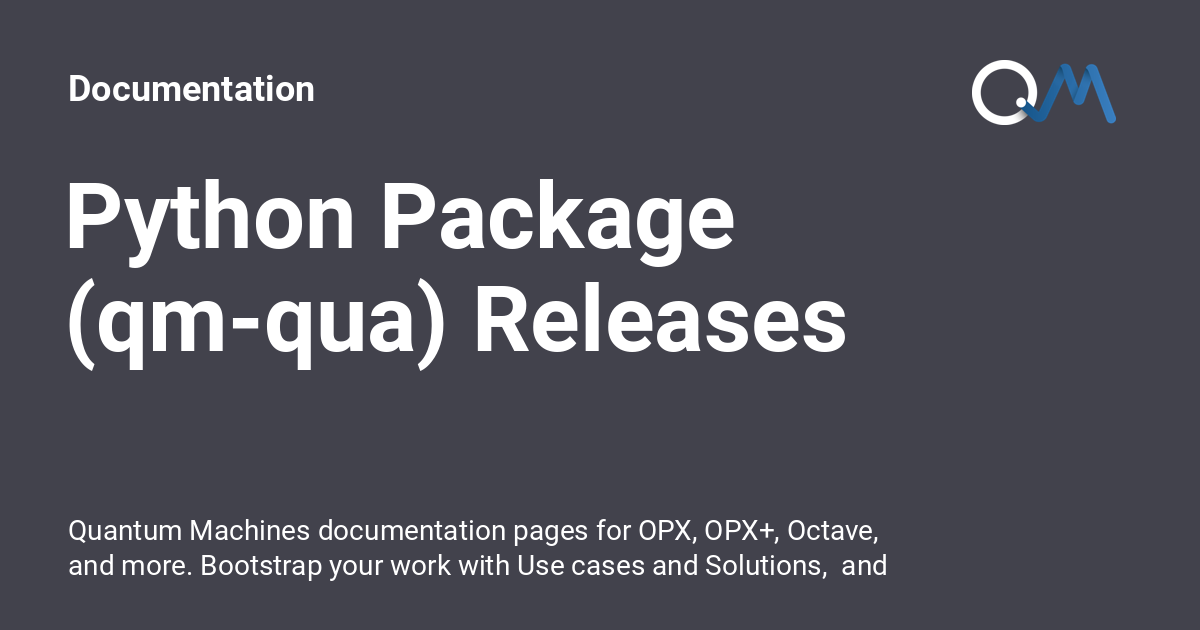 Documentation
QM
Python Package
(qm-qua) Releases
Quantum Machines documentation pages for OPX, OPX+, Octave,
and more. Bootstrap your work with Use cases and Solutions,  and